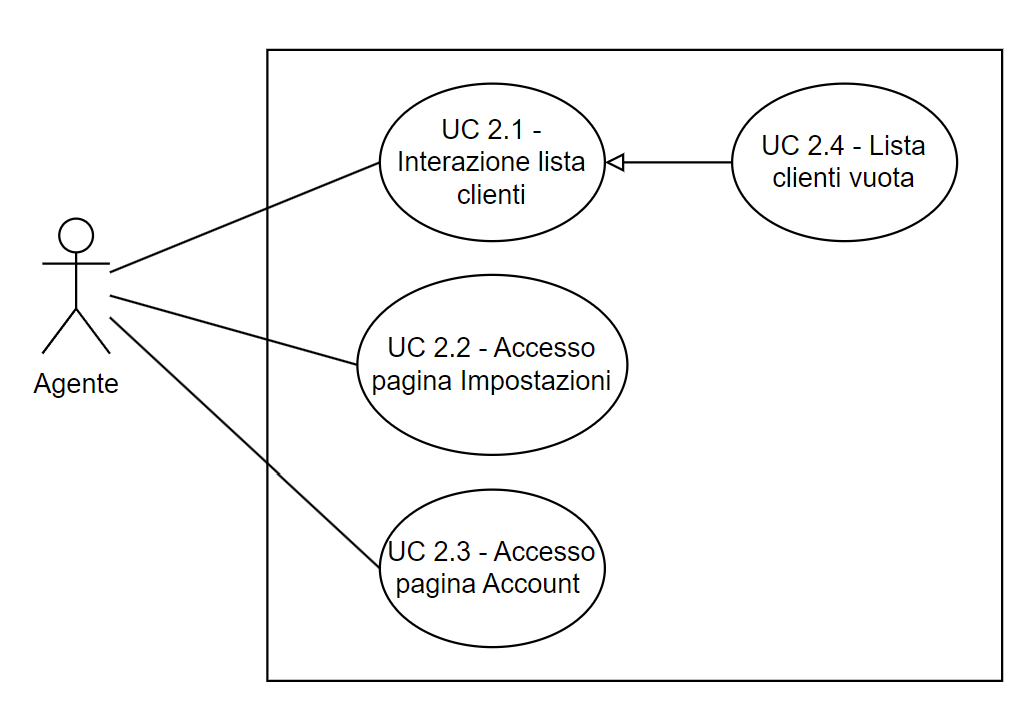 UC 2.1 -
Interazione lista
clienti
UC 2.4 - Lista
clienti vuota
UC 2.2 - Accesso
pagina Impostazioni
Agente
UC 2.3 - Accesso
pagina Account